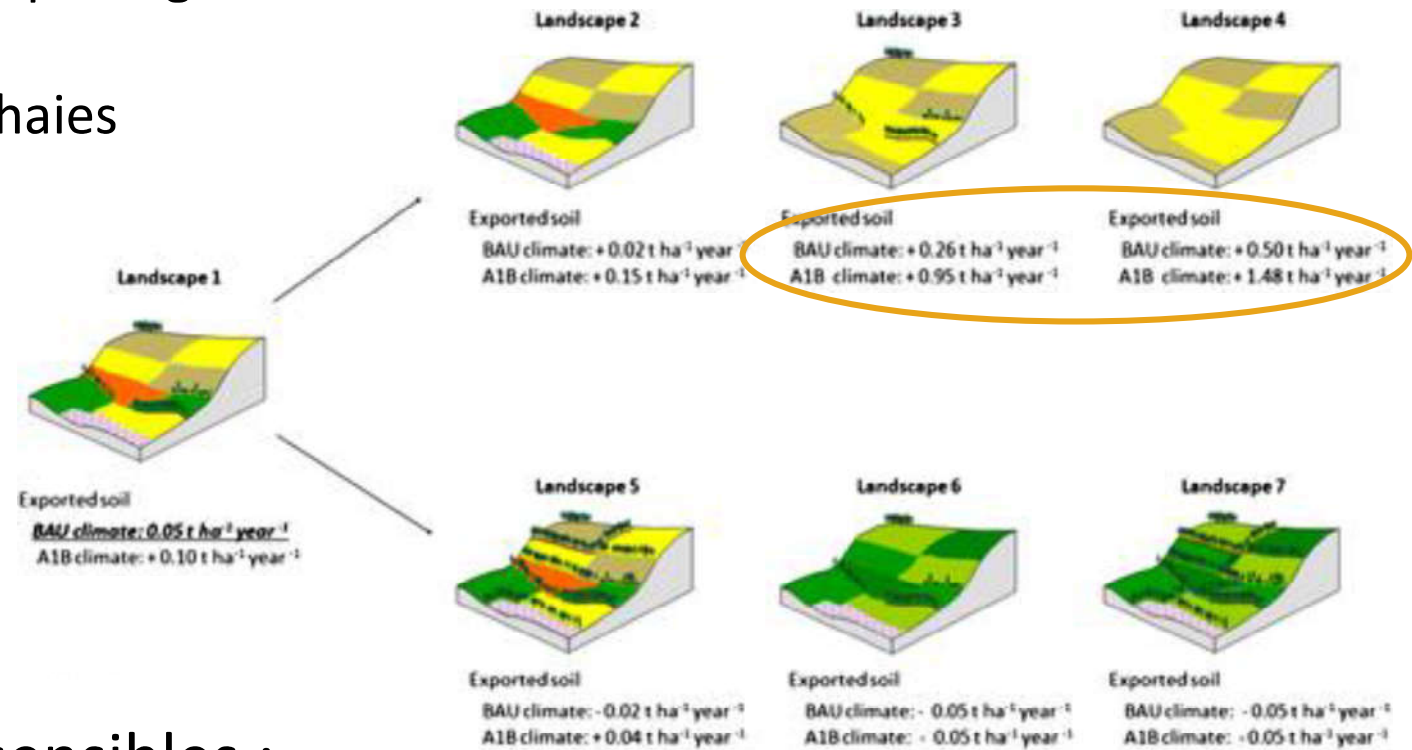 haies
Landscape 2
Exported soil
BAU climate: + 0.02 t ha⁻¹ year⁻¹
A1B climate: + 0.15 t ha⁻¹ year⁻¹
Landscape 3
Exported soil
BAU climate: + 0.26 t ha⁻¹ year⁻¹
A1B climate: + 0.95 t ha⁻¹ year⁻¹
Landscape 4
Exported soil
BAU climate: + 0.50 t ha⁻¹ year⁻¹
A1B climate: + 1.48 t ha⁻¹ year⁻¹
Landscape 1
Exported soil
BAU climate: 0.05 t ha⁻¹ year⁻¹
A1B climate: + 0.10 t ha⁻¹ year⁻¹
Landscape 5
Exported soil
BAU climate: - 0.02 t ha⁻¹ year⁻¹
A1B climate: + 0.04 t ha⁻¹ year⁻¹
Landscape 6
Exported soil
BAU climate: - 0.05 t ha⁻¹ year⁻¹
A1B climate: - 0.05 t ha⁻¹ year⁻¹
Landscape 7
Exported soil
BAU climate: - 0.05 t ha⁻¹ year⁻¹
A1B climate: - 0.05 t ha⁻¹ year⁻¹